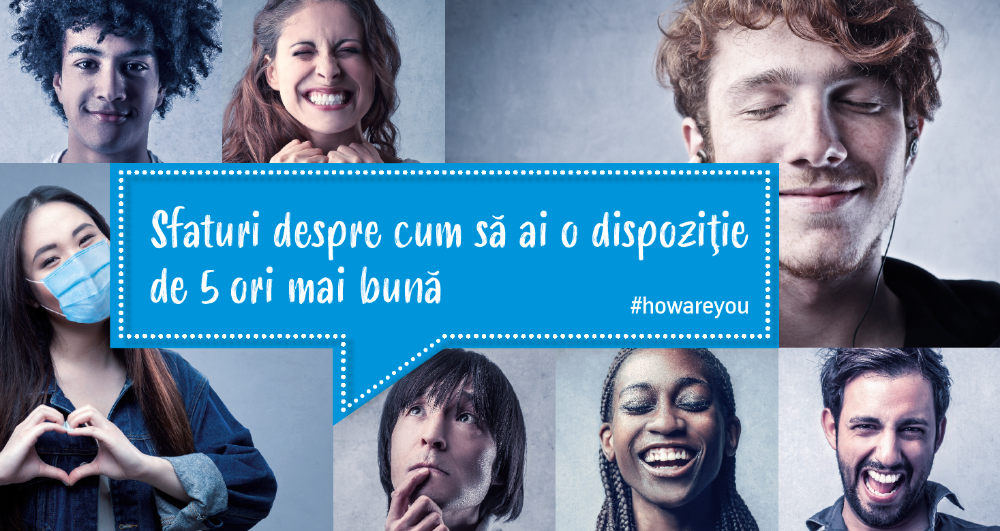 Sfaturi despre cum să ai o dispoziţie
de 5 ori mai bună
#howareyou